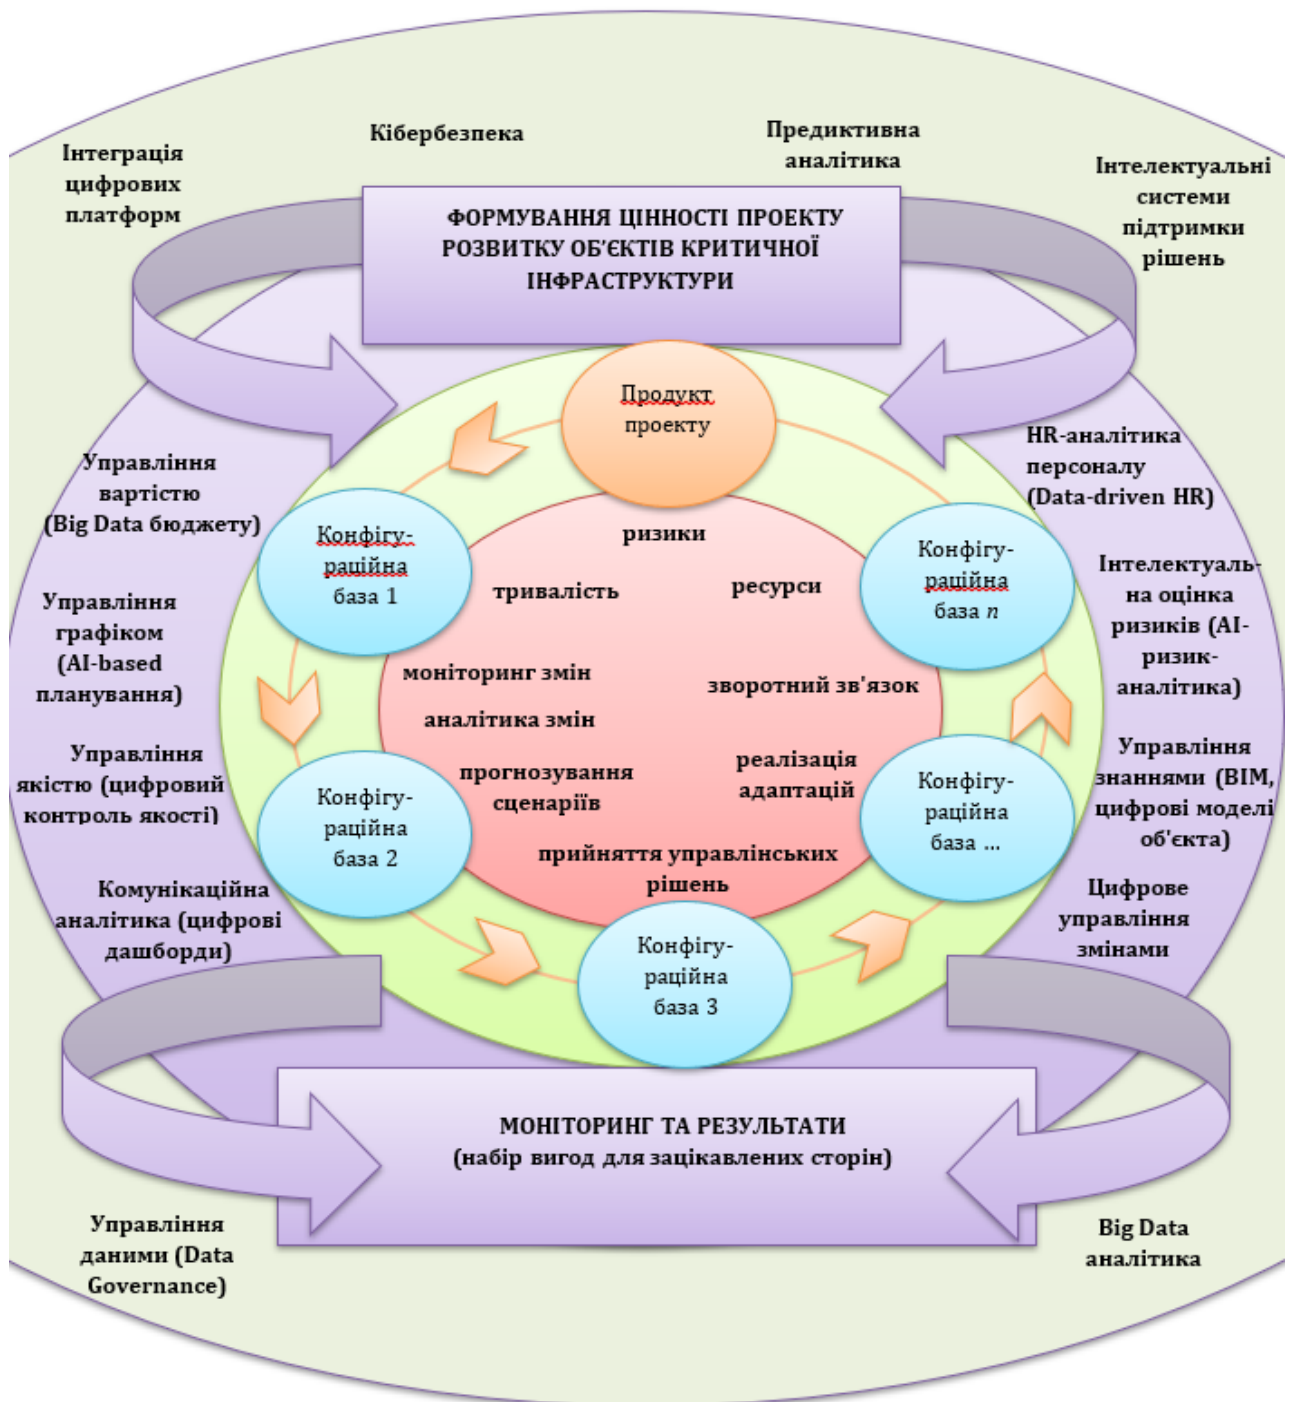 Кібербезпека
Предиктивна
аналітика
Інтеграція
цифрових
платформ
Інтелектуальні
системи
підтримки
рішень
ФОРМУВАННЯ ЦІННОСТІ ПРОЕКТУ
РОЗВИТКУ ОБ’ЄКТІВ КРИТИЧНОЇ
ІНФРАСТРУКТУРИ
Продукт
проекту
Управління
вартістю
(Big Data бюджету)
HR-аналітика
персоналу
(Data-driven HR)
Конфігу-
раційна
база 1
ризики
тривалість
ресурси
Конфігу-
раційна
база n
Управління
графіком
(AI-based
планування)
Інтелектуаль-
на оцінка
ризиків (AI-
ризик-
аналітика)
моніторинг змін
зворотний зв'язок
аналітика змін
прогнозування
сценаріїв
реалізація
адаптацій
прийняття управлінських
рішень
Управління
якістю (цифровий
контроль якості)
Конфігу-
раційна
база 2
Конфігу-
раційна
база ...
Управління
знаннями (BIM,
цифрові моделі
об'єкта)
Комунікаційна
аналітика (цифрові
дашборди)
Конфігу-
раційна
база 3
Цифрове
управління
змінами
МОНІТОРИНГ ТА РЕЗУЛЬТАТИ
(набір вигод для зацікавлених сторін)
Управління
даними (Data
Governance)
Big Data
аналітика